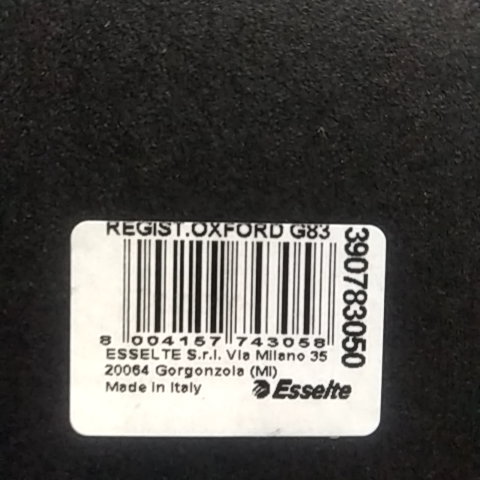 REGIST.OXFORD G83
390783050
8 004157 743058
ESSELTE S.r.l. Via Milano 35
20064 Gorgonzola (MI)
Made in Italy
Esselte